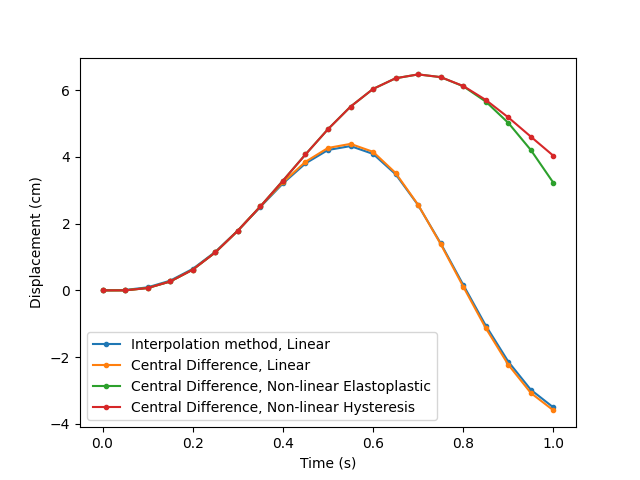 6
4
2
0
−2
−4
Displacement (cm)
Interpolation method, Linear
Central Difference, Linear
Central Difference, Non-linear Elastoplastic
Central Difference, Non-linear Hysteresis
0.0 0.2 0.4 0.6 0.8 1.0
Time (s)